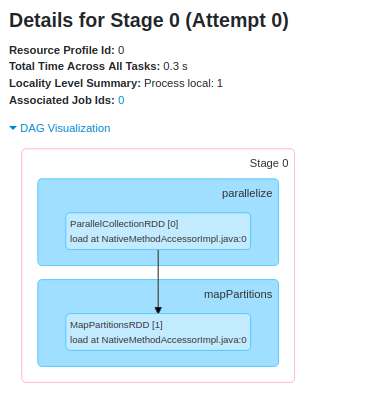 Details for Stage 0 (Attempt 0)
Resource Profile Id: 0
Total Time Across All Tasks: 0.3 s
Locality Level Summary: Process local: 1
Associated Job Ids: 0
DAG Visualization
Stage 0
parallelize
ParallelCollectionRDD [0]
load at NativeMethodAccessorImpl.java:0
mapPartitions
MapPartitionsRDD [1]
load at NativeMethodAccessorImpl.java:0